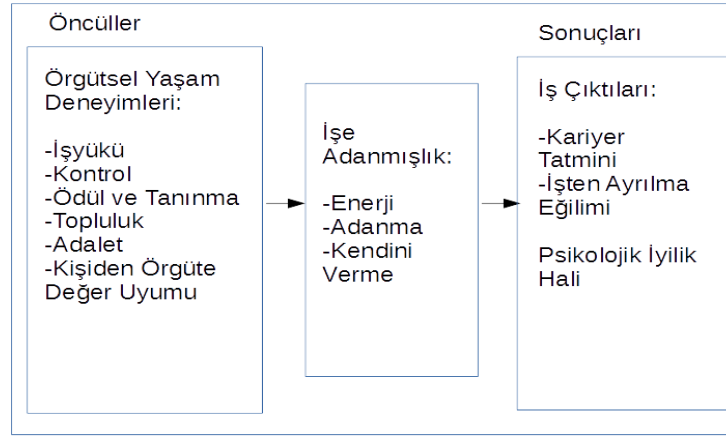 Öncüller
Örgütsel Yaşam
Deneyimleri:
-İşyükü
-Kontrol
-Ödül ve Tanınma
-Topluluk
-Adalet
-Kişiden Örgüte
Değer Uyumu
İşe
Adanmışlık:
-Enerji
-Adanma
-Kendini
Verme
Sonuçları
İş Çıktıları:
-Kariyer
Tatmini
-İşten Ayrılma
Eğilimi
Psikolojik İyilik
Hali